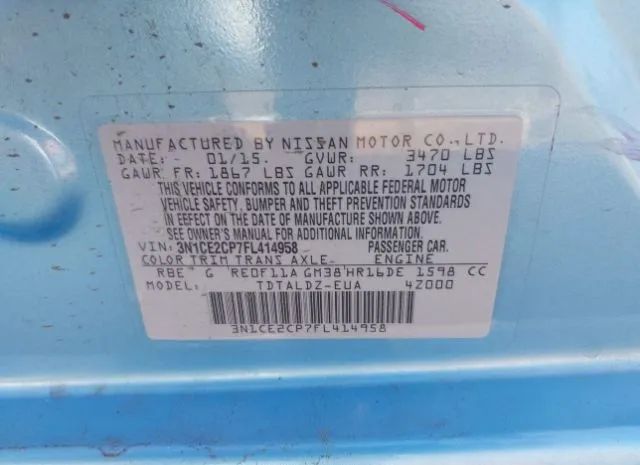 MANUFACTURED BY NISSAN MOTOR CO., LTD.
DATE: - 01/15. GVWR: 3470 LBS
GAWR FR: 1867 LBS GAWR RR: 1704 LBS
THIS VEHICLE CONFORMS TO ALL APPLICABLE FEDERAL MOTOR
VEHICLE SAFETY, BUMPER AND THEFT PREVENTION STANDARDS
IN EEFECT ON THE DATE OF MANUFACTURE SHOWN ABOVE.
SEE OWNER'S MANUAL FOR ADDITIONAL INFORMATION.
VIN: 3N1CE2CP7FL414958 PASSENGER CAR.
COLOR TRIM TRANS AXLE ENGINE
RBE G RE0F11A GM38 HR16DE 1598 CC
MODEL: TDTALDZ-EUA 4Z000
3N1CE2CP7FL414958